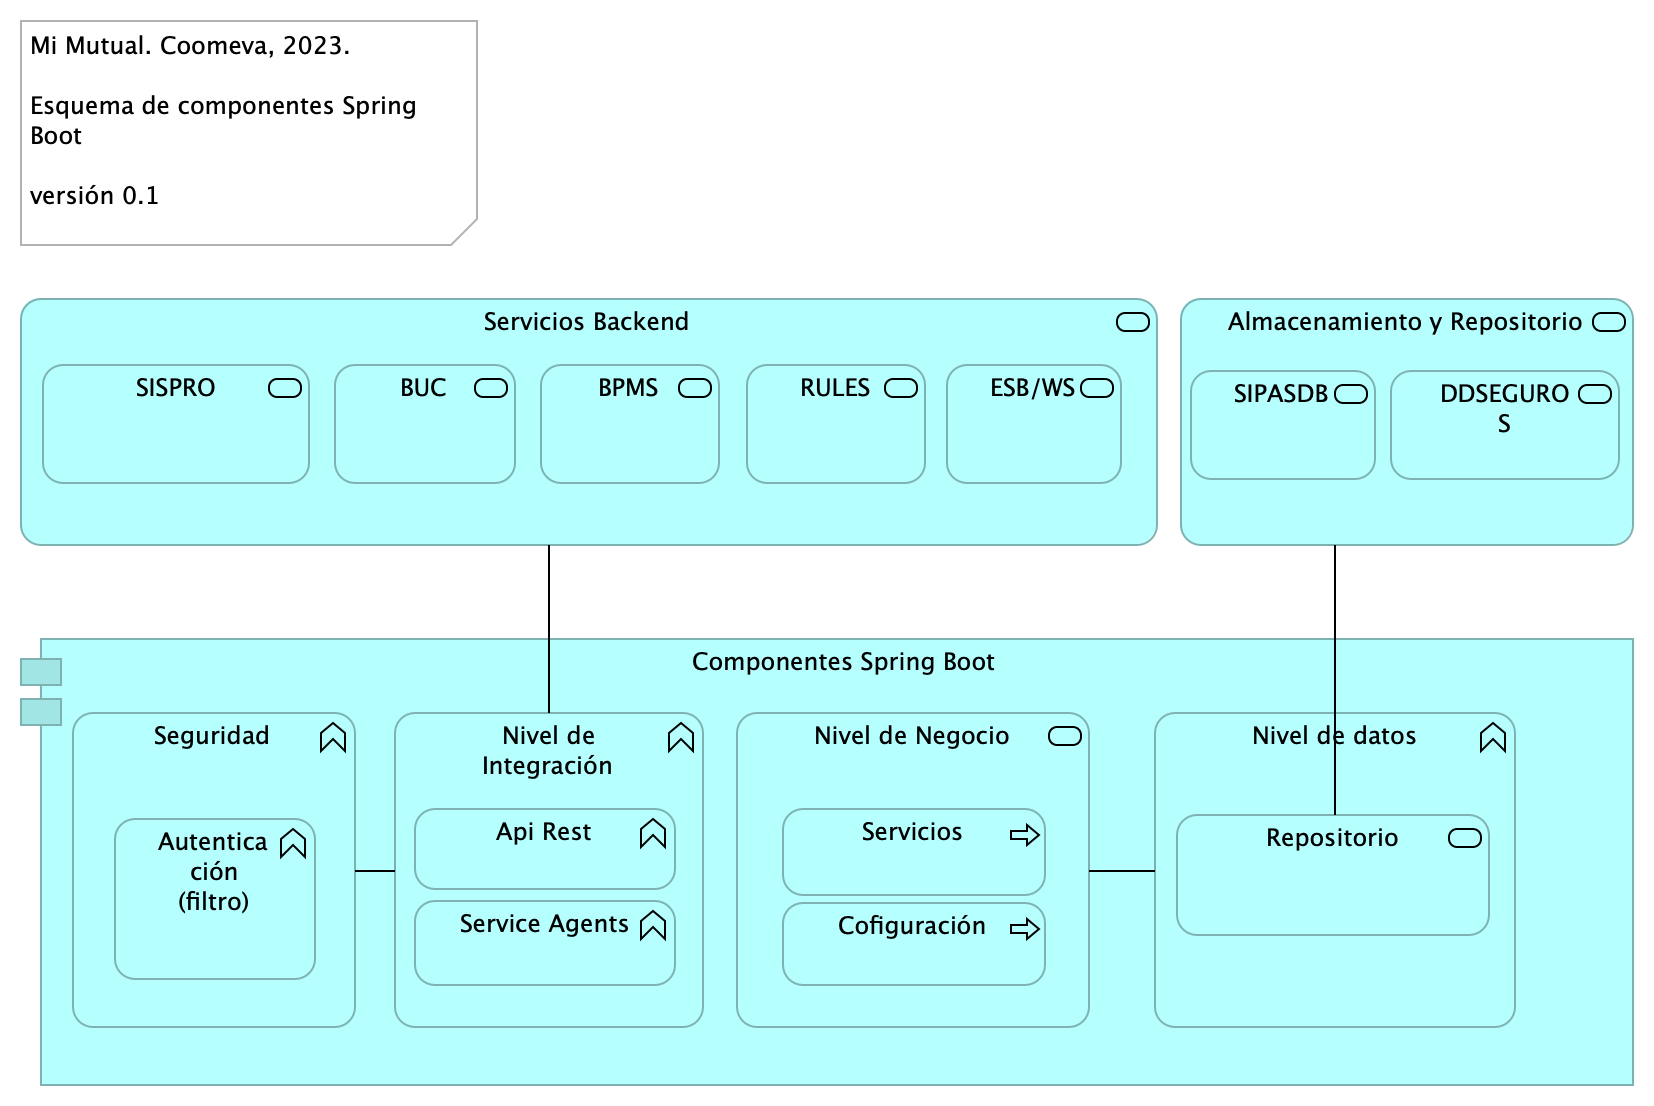 Mi Mutual. Coomeva, 2023.
Esquema de componentes Spring
Boot
versión 0.1
Servicios Backend
SISPRO
BUC
BPMS
RULES
ESB/WS
Almacenamiento y Repositorio
SIPASDB
DDSEGURO
S
Componentes Spring Boot
Seguridad
Autentica
ción
(filtro)
Nivel de
Integración
Api Rest
Service Agents
Nivel de Negocio
Servicios
Cofiguración
Nivel de datos
Repositorio